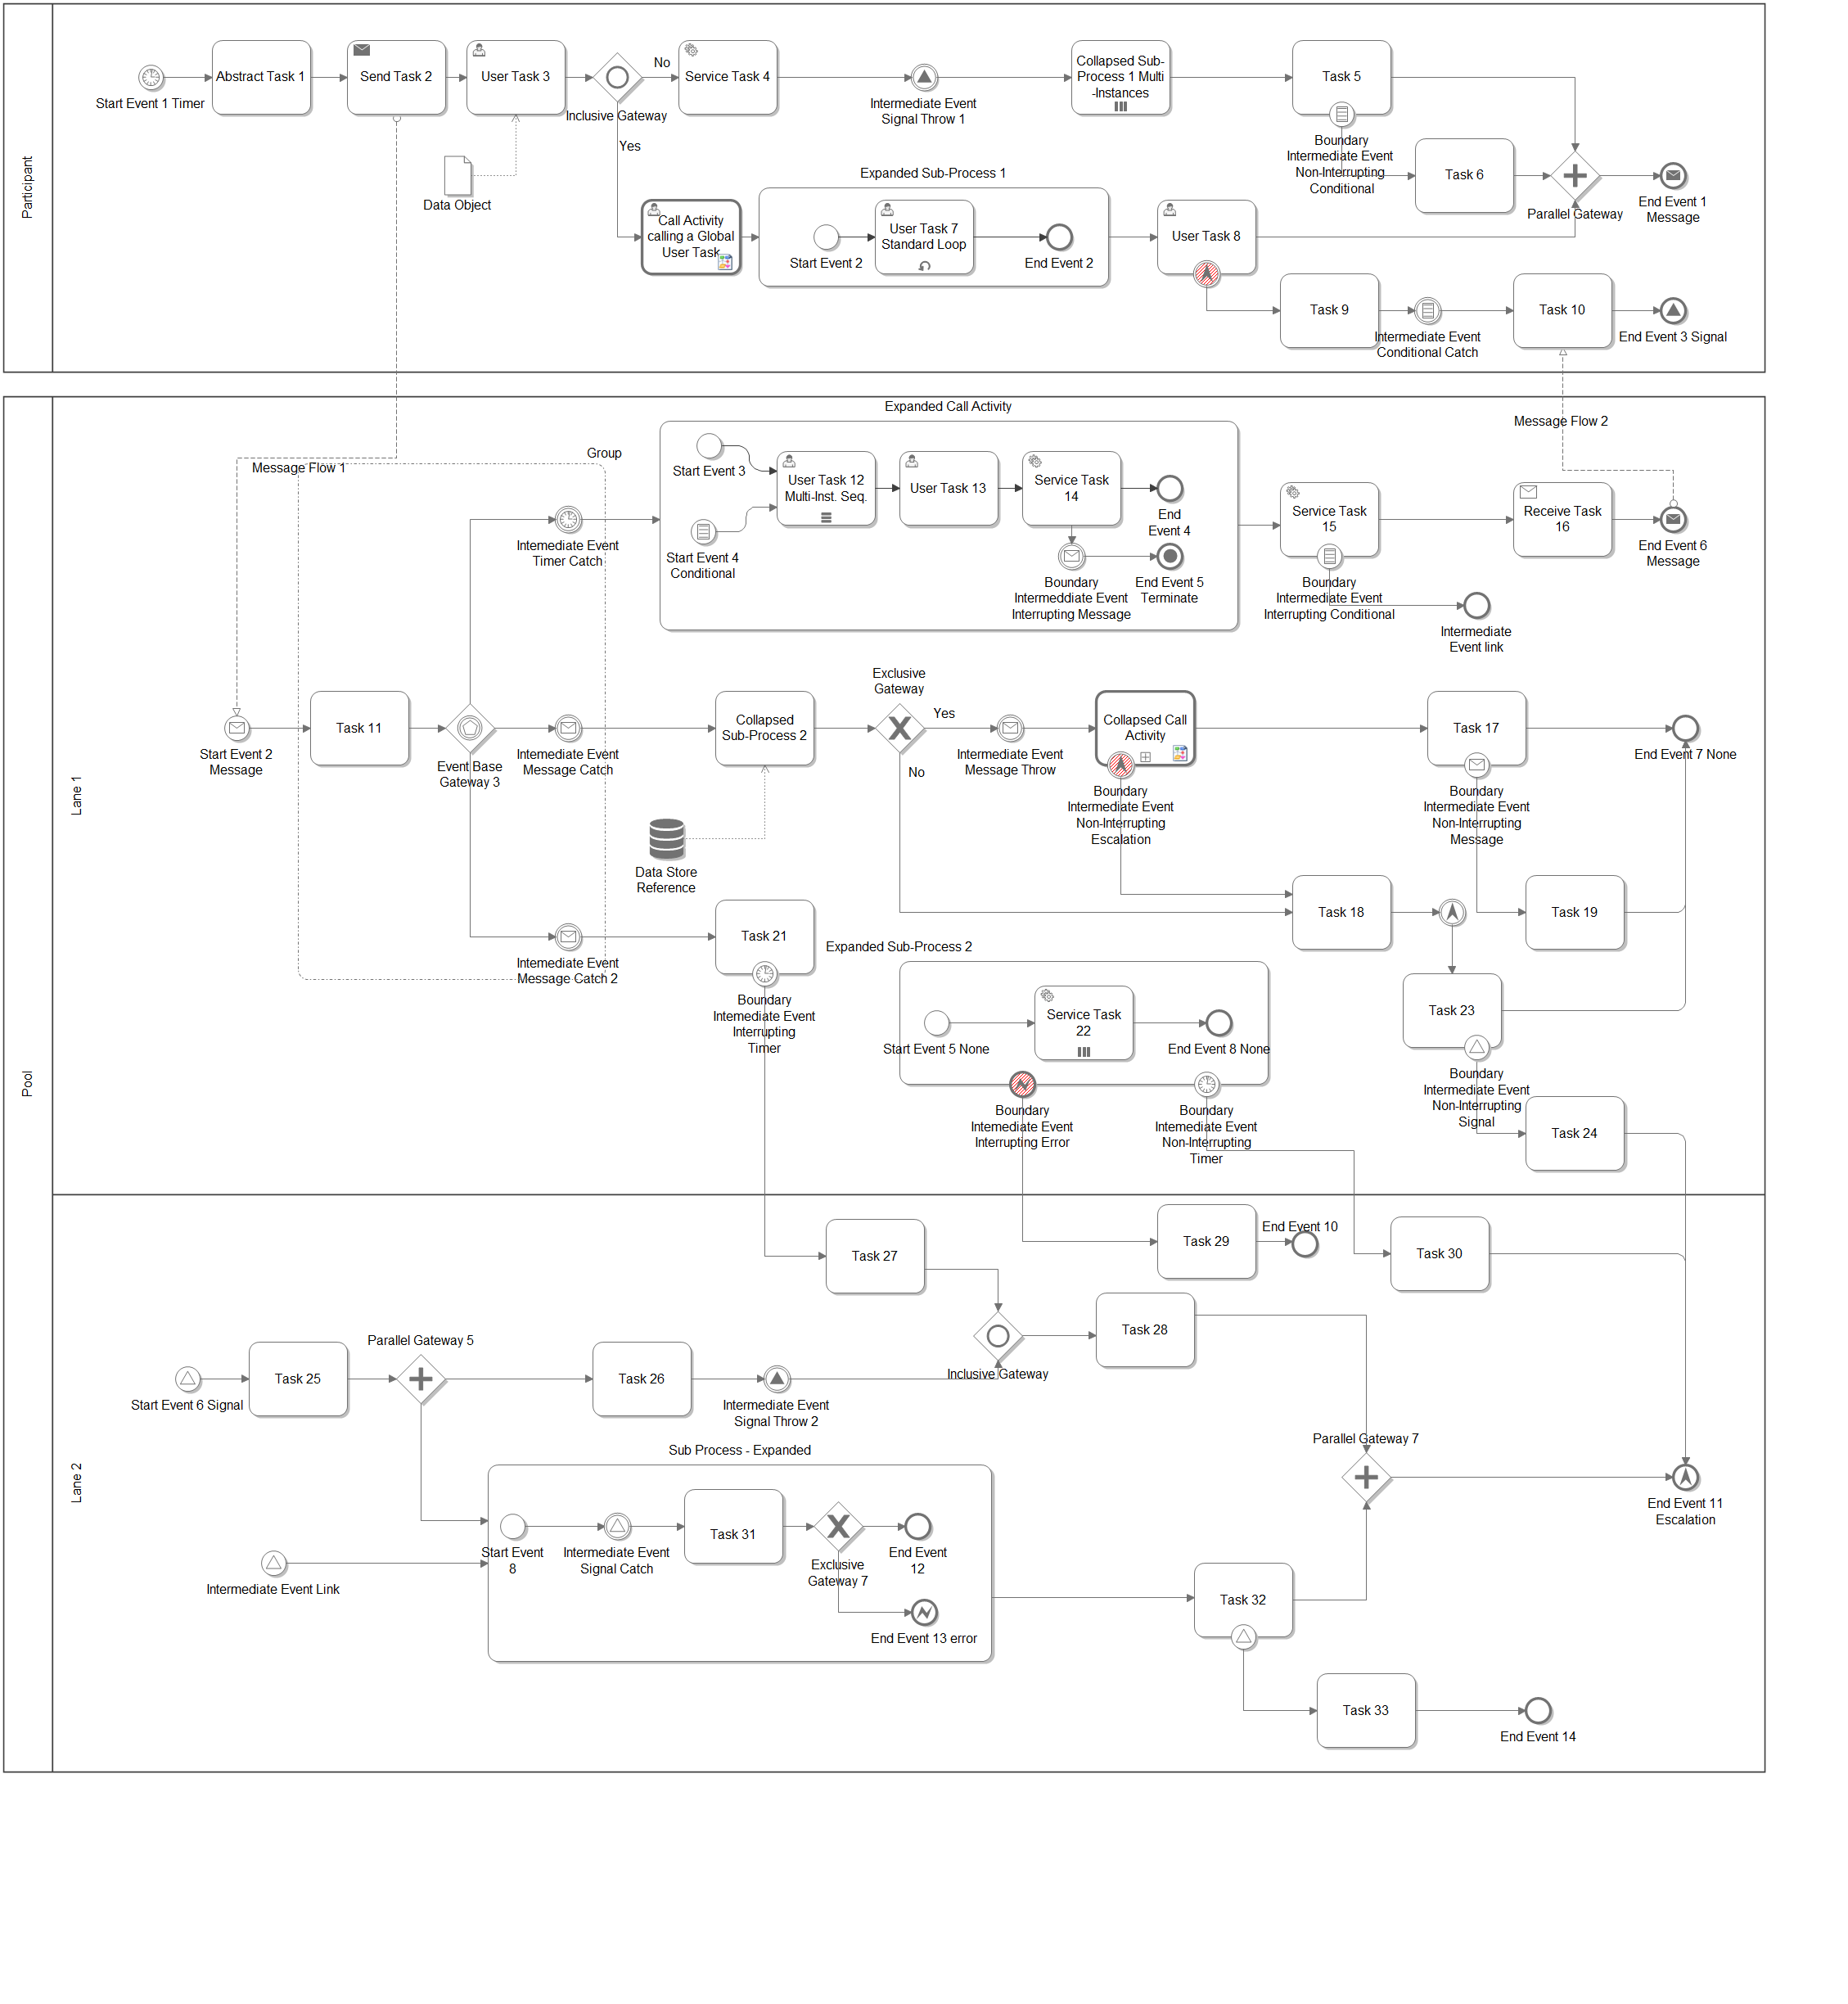 Participant
Start Event 1 Timer
Abstract Task 1
Send Task 2
User Task 3
Inclusive Gateway
No
Yes
Service Task 4
Intermediate Event
Signal Throw 1
Collapsed Sub-
Process 1 Multi
-Instances
Task 5
Boundary
Intemediate Event
Non-Interrupting
Conditional
Task 6
Parallel Gateway
End Event 1
Message
Data Object
Call Activity
calling a Global
User Task
Expanded Sub-Process 1
Start Event 2
User Task 7
Standard Loop
End Event 2
User Task 8
Task 9
Intemediate Event
Conditional Catch
Task 10
End Event 3 Signal
Pool
Lane 1
Message Flow 1
Group
Message Flow 2
Expanded Call Activity
Start Event 3
Start Event 4
Conditional
User Task 12
Multi-Inst. Seq.
User Task 13
Service Task
14
End
Event 4
Boundary
Intermeddiate Event
Interrupting Message
End Event 5
Terminate
Intemediate Event
Timer Catch
Service Task
15
Boundary
Intemediate Event
Interrupting Conditional
Receive Task
16
End Event 6
Message
Intermediate
Event link
Start Event 2
Message
Task 11
Event Base
Gateway 3
Intemediate Event
Message Catch
Collapsed
Sub-Process 2
Exclusive
Gateway
Yes
No
Intemediate Event
Message Throw
Collapsed Call
Activity
Boundary
Intemediate Event
Non-Interrupting
Escalation
Task 17
Boundary
Intemediate Event
Non-Interrupting
Message
End Event 7 None
Data Store
Reference
Task 18
Task 19
Intemediate Event
Message Catch 2
Task 21
Boundary
Intemediate Event
Interrupting
Timer
Expanded Sub-Process 2
Start Event 5 None
Service Task
22
End Event 8 None
Boundary
Intemediate Event
Interrupting Error
Boundary
Intemediate Event
Non-Interrupting
Timer
Task 23
Boundary
Intemediate Event
Non-Interrupting
Signal
Task 24
Lane 2
Task 27
Task 29
End Event 10
Task 30
Start Event 6 Signal
Task 25
Parallel Gateway 5
Task 26
Intermediate Event
Signal Throw 2
Inclusive Gateway
Task 28
Parallel Gateway 7
End Event 11
Escalation
Sub Process - Expanded
Start Event
8
Intermediate Event
Signal Catch
Task 31
Exclusive
Gateway 7
End Event
12
End Event 13 error
Intermediate Event Link
Task 32
Task 33
End Event 14